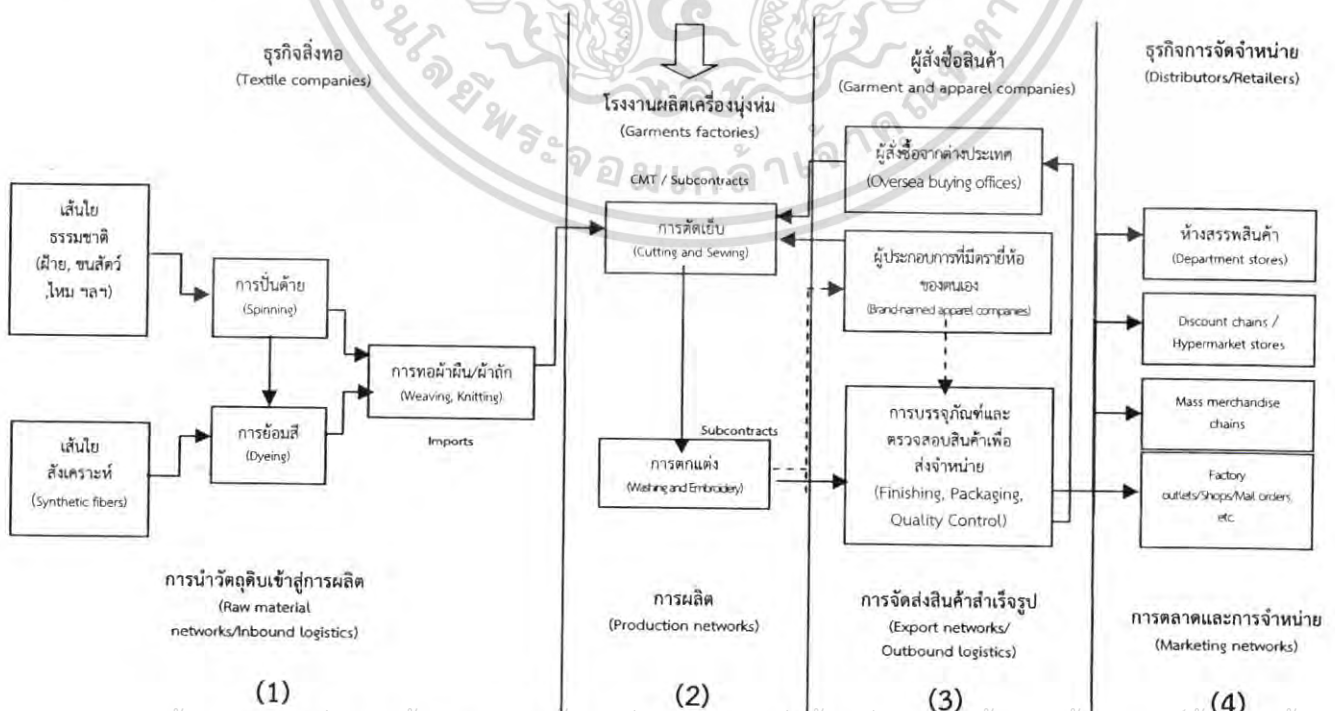 ธุรกิจสิ่งทอ
(Textile companies)
เส้นใย
ธรรมชาติ
(ฝ้าย, ขนสัตว์
,ไหม ฯลฯ)
การปั่นด้าย
(Spinning)
การทอผ้าผืน/ผ้าถัก
(Weaving, Knitting)
Imports
เส้นใย
สังเคราะห์
(Synthetic fibers)
การย้อมสี
(Dyeing)
การนำวัตถุดิบเข้าสู่การผลิต
(Raw material
networks/Inbound logistics)
(1)
โรงงานผลิตเครื่องนุ่งห่ม
(Garments factories)
CMT / Subcontracts
การตัดเย็บ
(Cutting and Sewing)
Subcontracts
การตกแต่ง
(Washing and Embroidery)
การผลิต
(Production networks)
(2)
ผู้สั่งซื้อสินค้า
(Garment and apparel companies)
ผู้สั่งซื้อจากต่างประเทศ
(Oversea buying offices)
ผู้ประกอบการที่มีตรายี่ห้อ
ของตนเอง
(Brand-named apparel companies)
การบรรจุภัณฑ์และ
ตรวจสอบสินค้าเพื่อ
ส่งจำหน่าย
(Finishing, Packaging,
Quality Control)
การจัดส่งสินค้าสำเร็จรูป
(Export networks/
Outbound logistics)
(3)
ธุรกิจการจัดจำหน่าย
(Distributors/Retailers)
ห้างสรรพสินค้า
(Department stores)
Discount chains /
Hypermarket stores
Mass merchandise
chains
Factory
outlets/Shops/Mail orders,
etc.
การตลาดและการจำหน่าย
(Marketing networks)
(4)